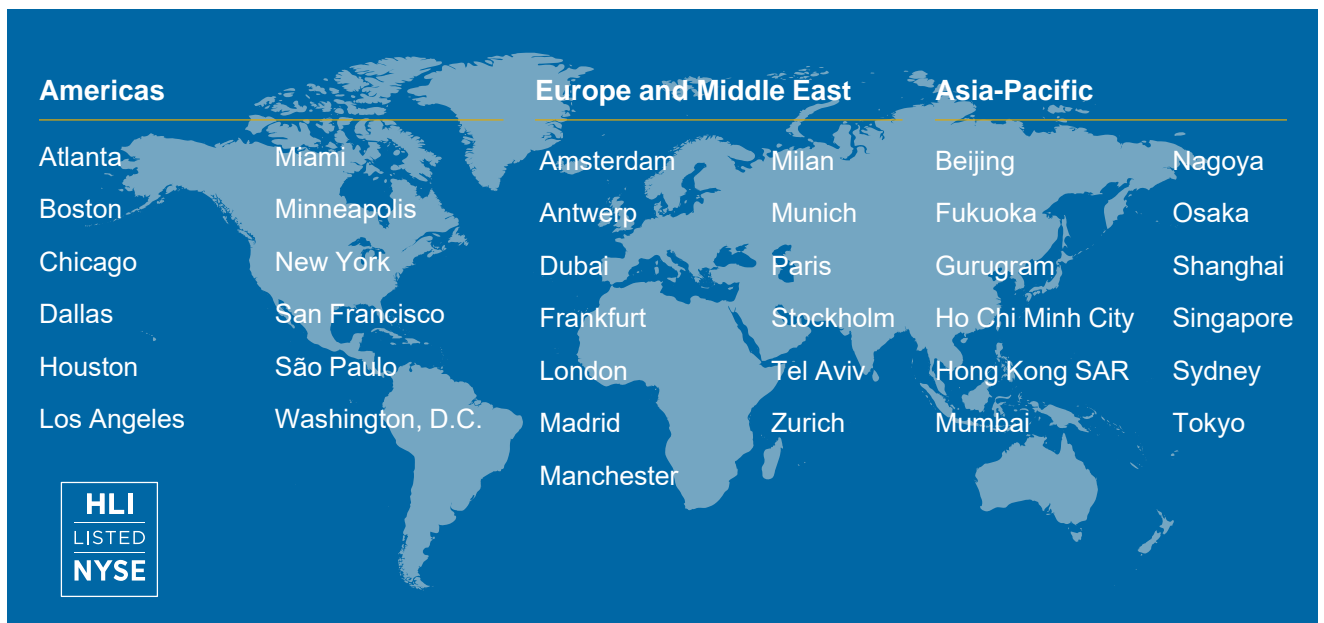 Americas
Atlanta
Boston
Chicago
Dallas
Houston
Los Angeles
Miami
Minneapolis
New York
San Francisco
São Paulo
Washington, D.C.
Europe and Middle East
Amsterdam
Antwerp
Dubai
Frankfurt
London
Madrid
Manchester
Milan
Munich
Paris
Stockholm
Tel Aviv
Zurich
Asia-Pacific
Beijing
Fukuoka
Gurugram
Ho Chi Minh City
Hong Kong SAR
Mumbai
Nagoya
Osaka
Shanghai
Singapore
Sydney
Tokyo
HLI
LISTED
NYSE